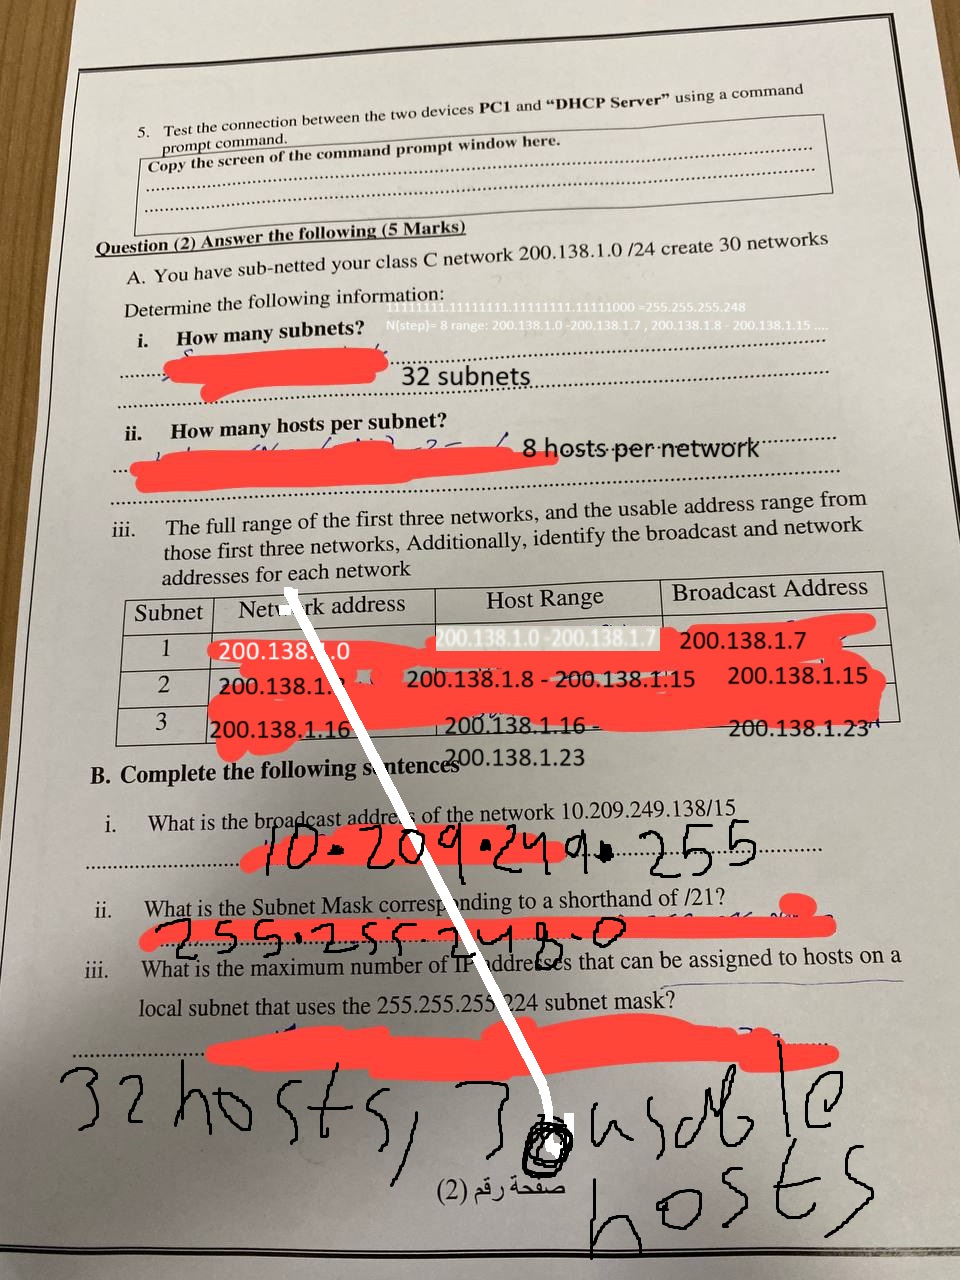 5. Test the connection between the two devices PC1 and “DHCP Server” using a command
prompt command.
Copy the screen of the command prompt window here.
Question (2) Answer the following (5 Marks)
A. You have sub-netted your class C network 200.138.1.0 /24 create 30 networks
Determine the following information:
11111111.11111111.11111111.11111000 =255.255.255.248
i. How many subnets?
N(step)= 8 range: 200.138.1.0 -200.138.1.7 , 200.138.1.8 - 200.138.1.15 ....
32 subnets
ii. How many hosts per subnet?
8 hosts per network
iii. The full range of the first three networks, and the usable address range from
those first three networks, Additionally, identify the broadcast and network
addresses for each network
Subnet Network address Host Range Broadcast Address
1 200.138.1.0 200.138.1.0 -200.138.1.7 200.138.1.7
2 200.138.1. 200.138.1.8 - 200.138.1.15 200.138.1.15
3 200.138.1.16 200.138.1.16 - 200.138.1.23
200.138.1.23
B. Complete the following sentences
i. What is the broadcast address of the network 10.209.249.138/15
10.209.249.255
ii. What is the Subnet Mask corresponding to a shorthand of /21?
255.255.248.0
iii. What is the maximum number of IP addresses that can be assigned to hosts on a
local subnet that uses the 255.255.255.224 subnet mask?
32 hosts, 30 usable
hosts
صفحة رقم (2)